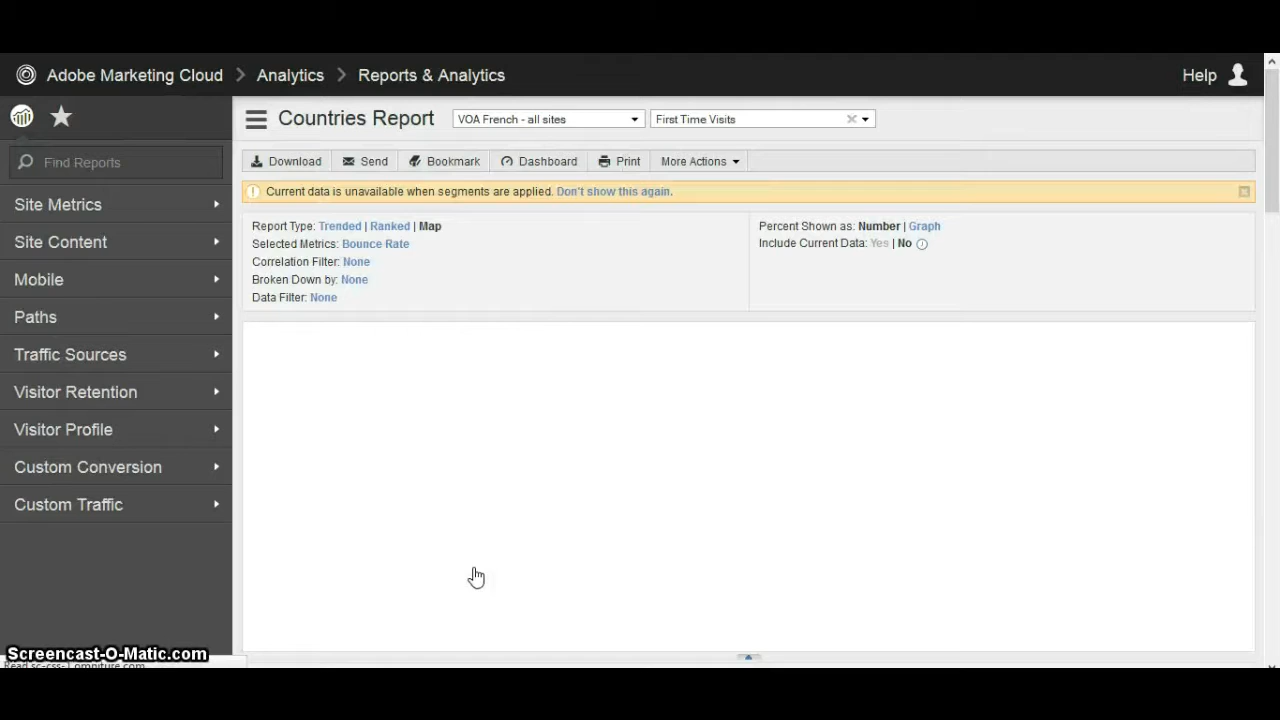 Adobe Marketing Cloud > Analytics > Reports & Analytics
Help
Countries Report
VOA French - all sites
First Time Visits
Find Reports
Download
Send
Bookmark
Dashboard
Print
More Actions
Current data is unavailable when segments are applied. Don't show this again.
Site Metrics
Site Content
Mobile
Paths
Traffic Sources
Visitor Retention
Visitor Profile
Custom Conversion
Custom Traffic
Report Type: Trended | Ranked | Map
Selected Metrics: Bounce Rate
Correlation Filter: None
Broken Down by: None
Data Filter: None
Percent Shown as: Number | Graph
Include Current Data: Yes | No
Screencast-O-Matic.com